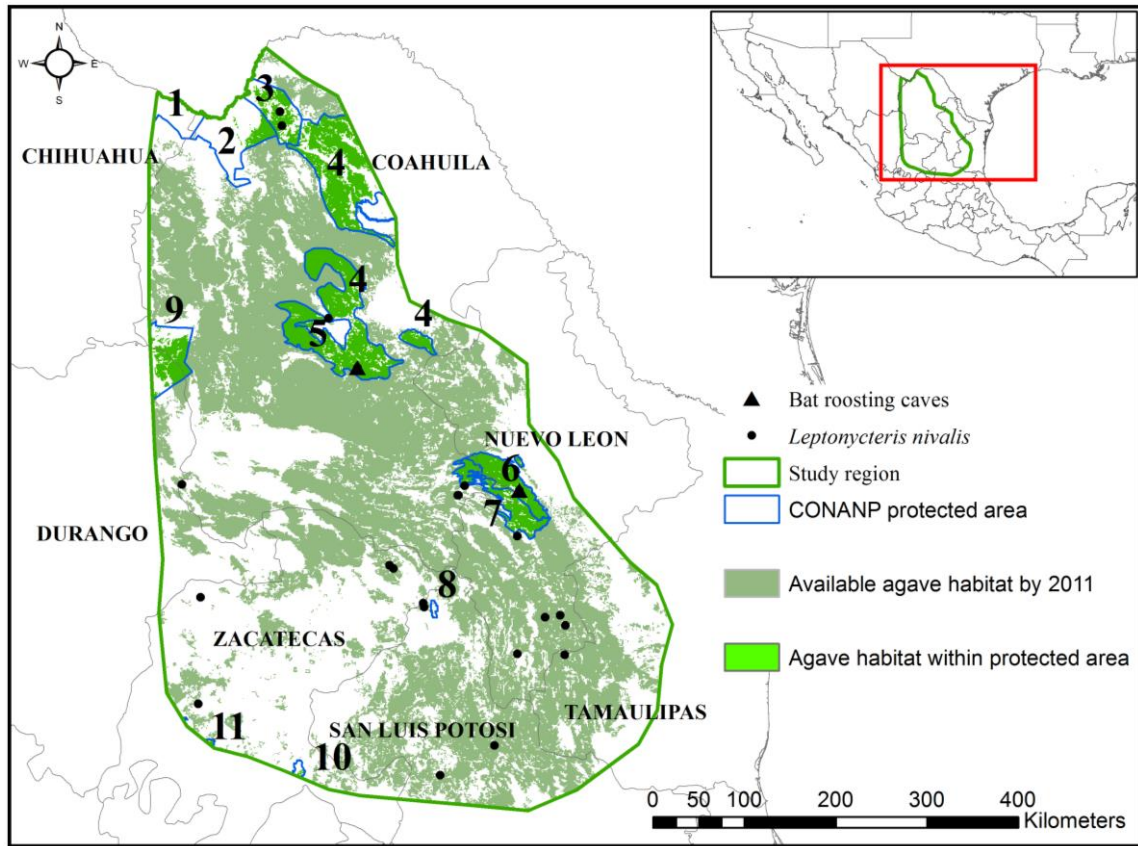 N
W E
S
1
3
2
CHIHUAHUA
4
COAHUILA
4
9
4
5
Bat roosting caves
Leptonycteris nivalis
NUEVO LEON
Study region
6
CONANP protected area
7
DURANGO
Available agave habitat by 2011
8
ZACATECAS
Agave habitat within protected area
TAMAULIPAS
SAN LUIS POTOSI
11
10
0 50 100 200 300 400
Kilometers